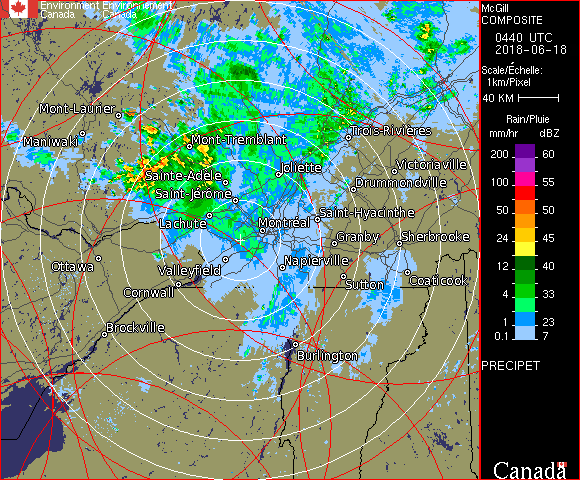 Environment Environnement
Canada Canada
Mont-Laurier
Maniwaki
Mont-Tremblant
Trois-Rivières
Sainte-Adèle
Joliette
Victoriaville
Saint-Jérôme
Drummondville
Lachute
Montréal
Saint-Hyacinthe
Granby
Sherbrooke
Ottawa
Valleyfield
Napierville
Cornwall
Sutton
Coaticook
Brockville
Burlington
McGill
COMPOSITE
0440 UTC
2018-06-18
Scale/Échelle:
1km/Pixel
40 KM
Rain/Pluie
mm/hr dBZ
200 60
100 55
50 50
24 45
12 40
4 33
1 23
0.1 7
PRECIPET
Canada